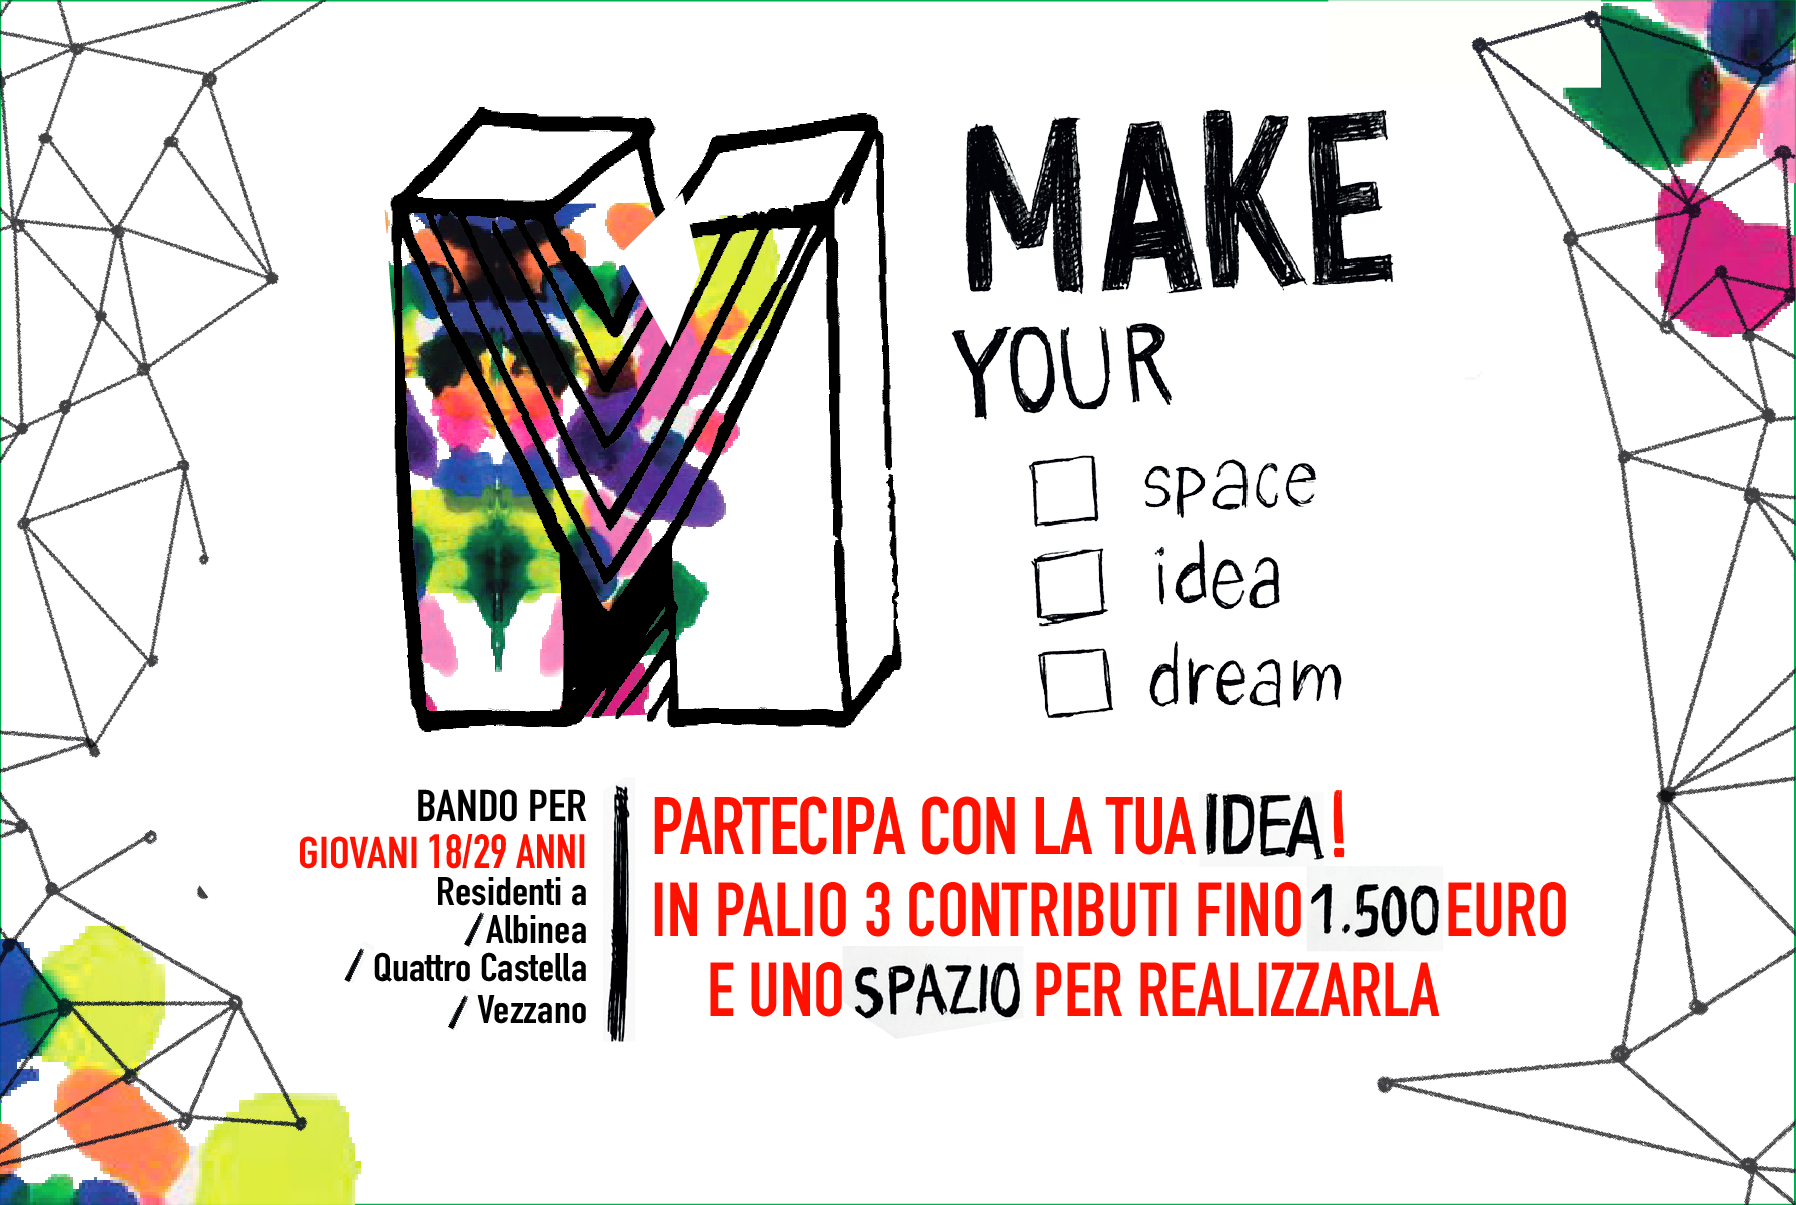 MAKE
YOUR
space
idea
dream
BANDO PER
GIOVANI 18/29 ANNI
Residenti a
/Albinea
/ Quattro Castella
/ Vezzano
PARTECIPA CON LA TUA IDEA!
IN PALIO 3 CONTRIBUTI FINO 1.500 EURO
E UNO SPAZIO PER REALIZZARLA